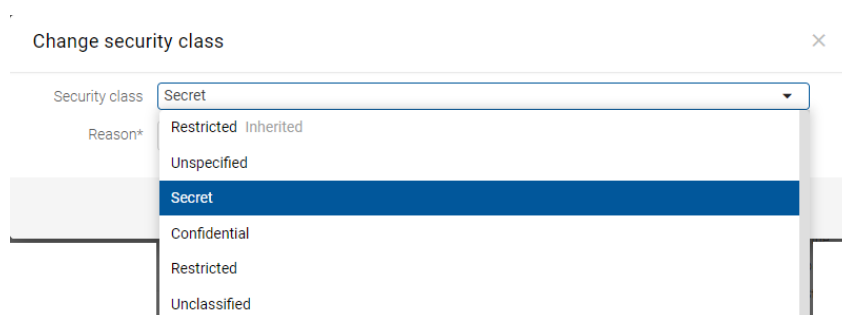 Change security class
Security class Secret
Reason*
Restricted Inherited
Unspecified
Secret
Confidential
Restricted
Unclassified